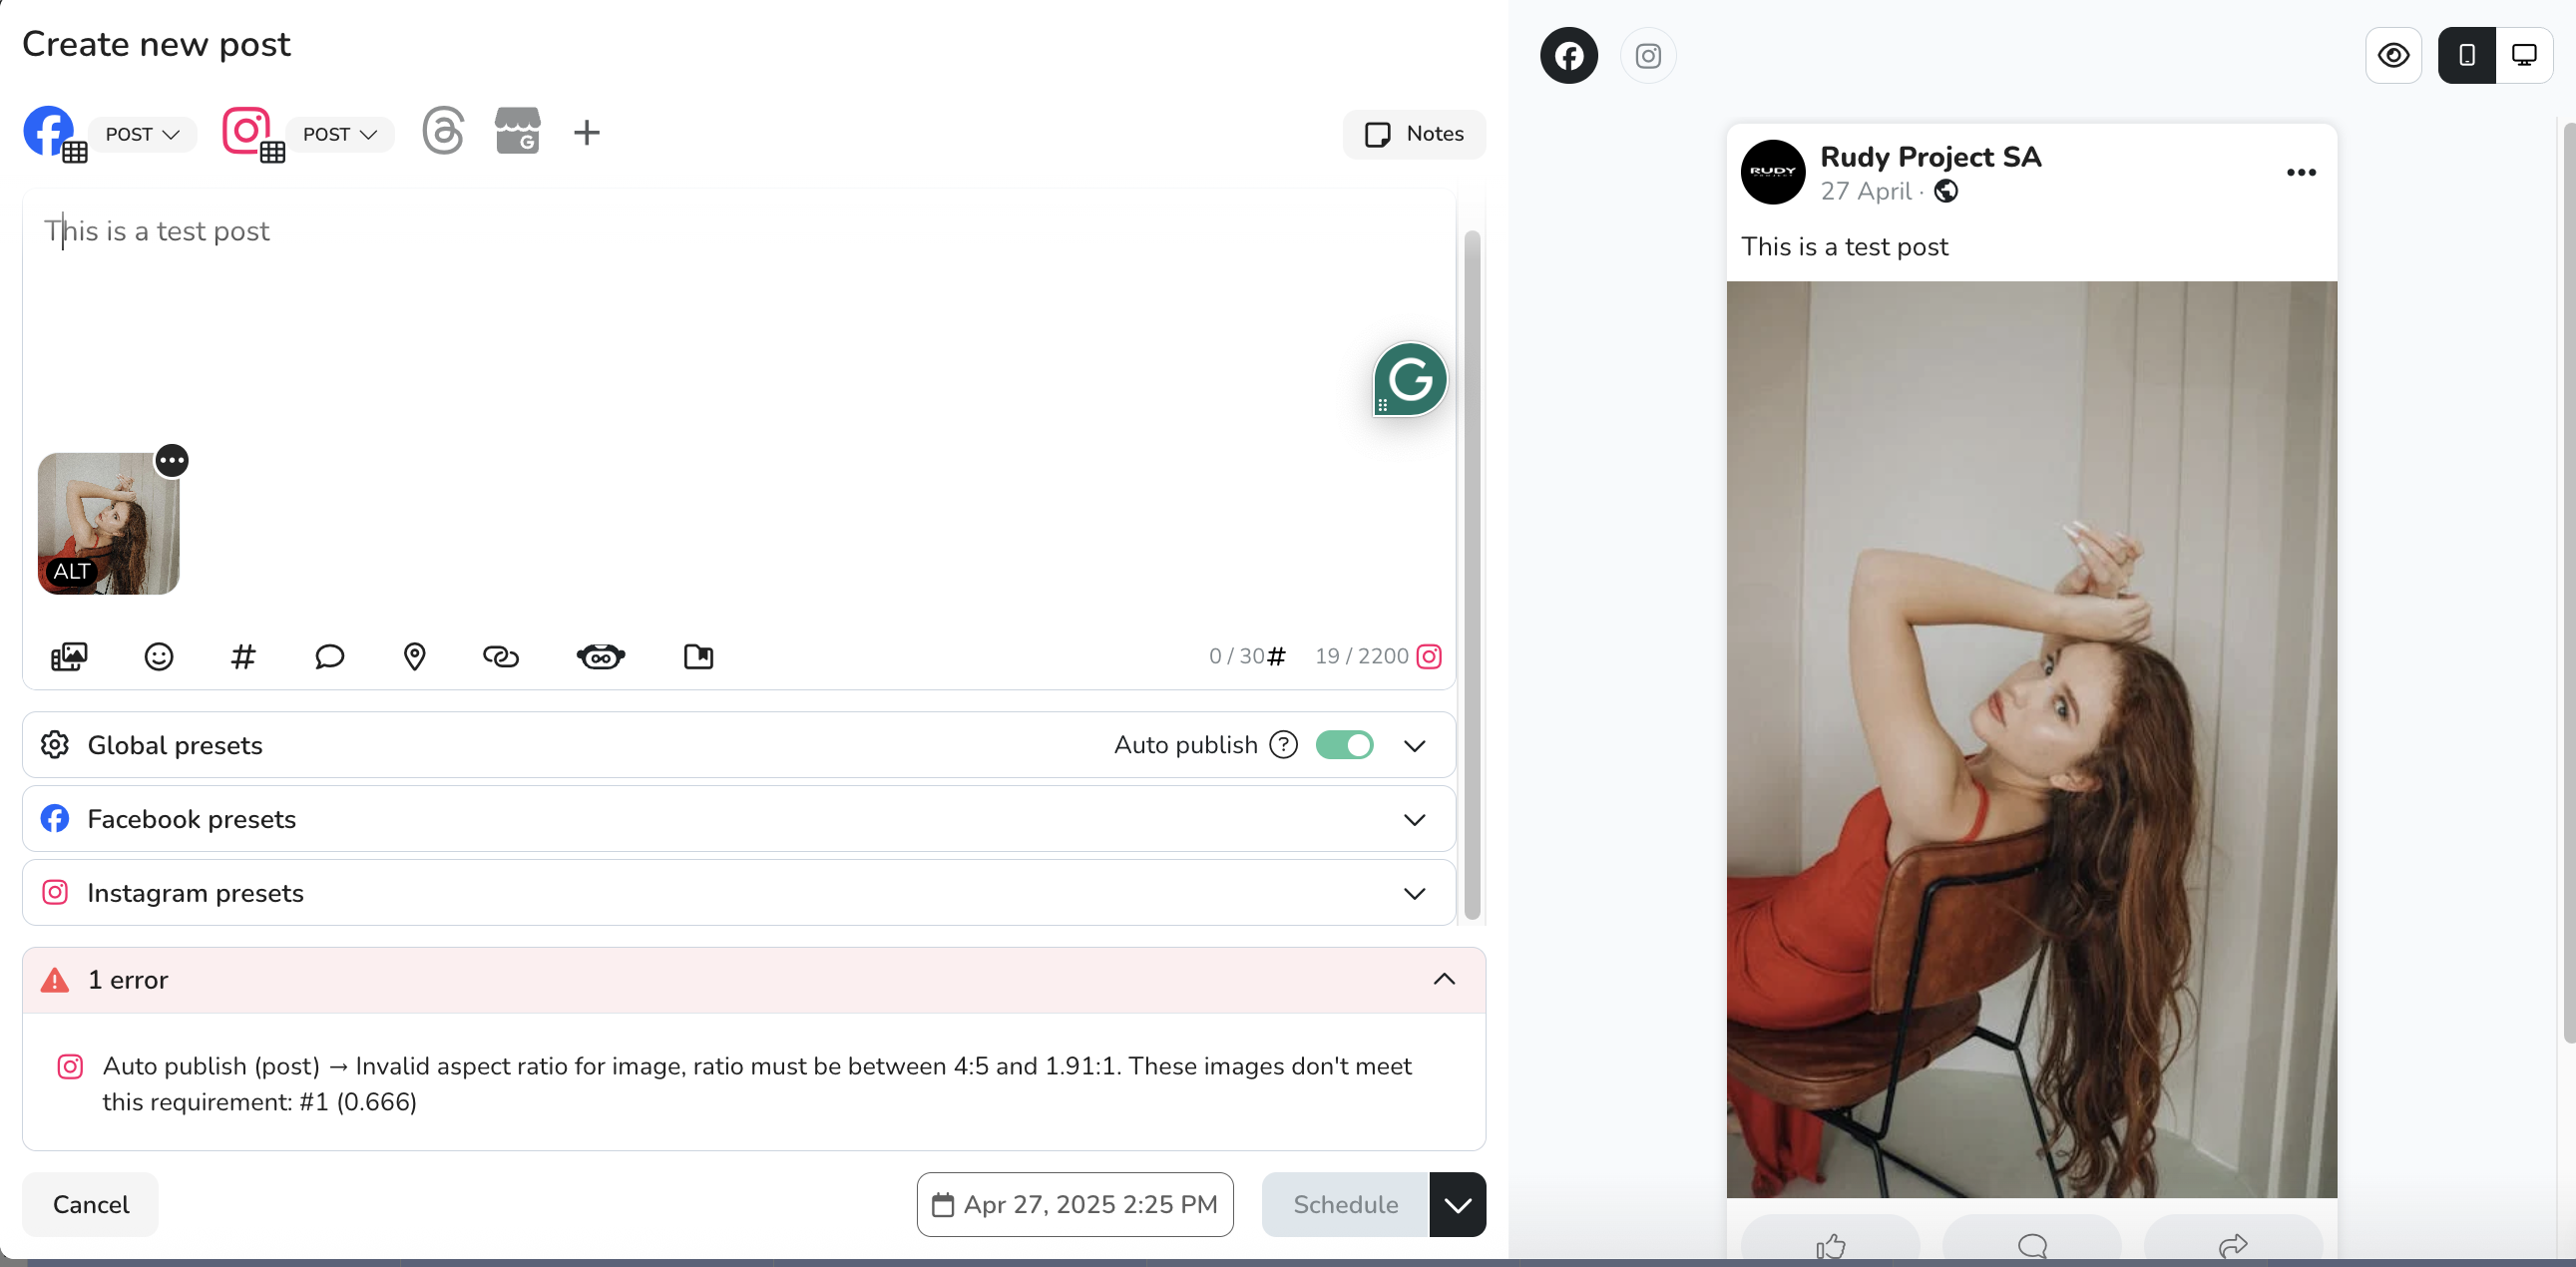 Create new post
POST
POST
Notes
This is a test post
ALT
0 / 30#
19 / 2200
Global presets
Auto publish
Facebook presets
Instagram presets
1 error
Auto publish (post) → Invalid aspect ratio for image, ratio must be between 4:5 and 1.91:1. These images don't meet
this requirement: #1 (0.666)
Cancel
Apr 27, 2025 2:25 PM
Schedule
RUDY
PROJECT
Rudy Project SA
27 April ·
This is a test post